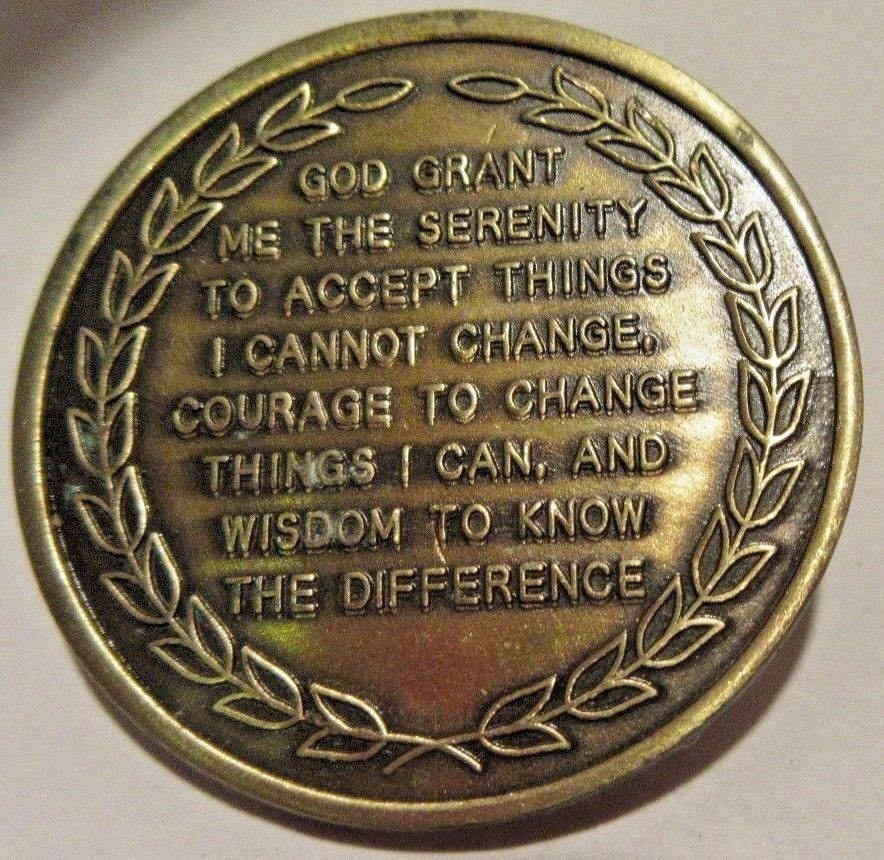 GOD GRANT
ME THE SERENITY
TO ACCEPT THINGS
I CANNOT CHANGE,
COURAGE TO CHANGE
THINGS I CAN, AND
WISDOM TO KNOW
THE DIFFERENCE